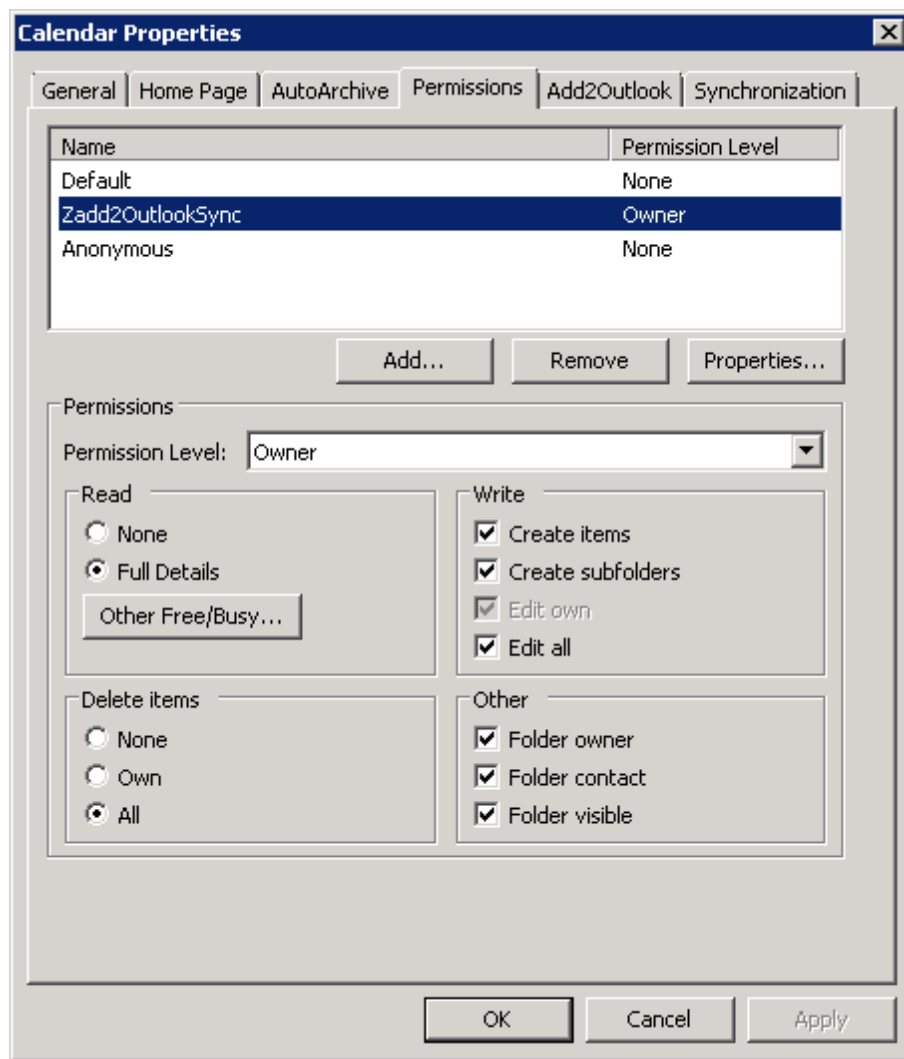 Calendar Properties
General Home Page AutoArchive Permissions Add2Outlook Synchronization
Name Permission Level
Default None
Zadd2OutlookSync Owner
Anonymous None
Add... Remove Properties...
Permissions
Permission Level: Owner
Read Write
None Create items
Full Details Create subfolders
Other Free/Busy... Edit own
Edit all
Delete items Other
None Folder owner
Own Folder contact
All Folder visible
OK Cancel Apply